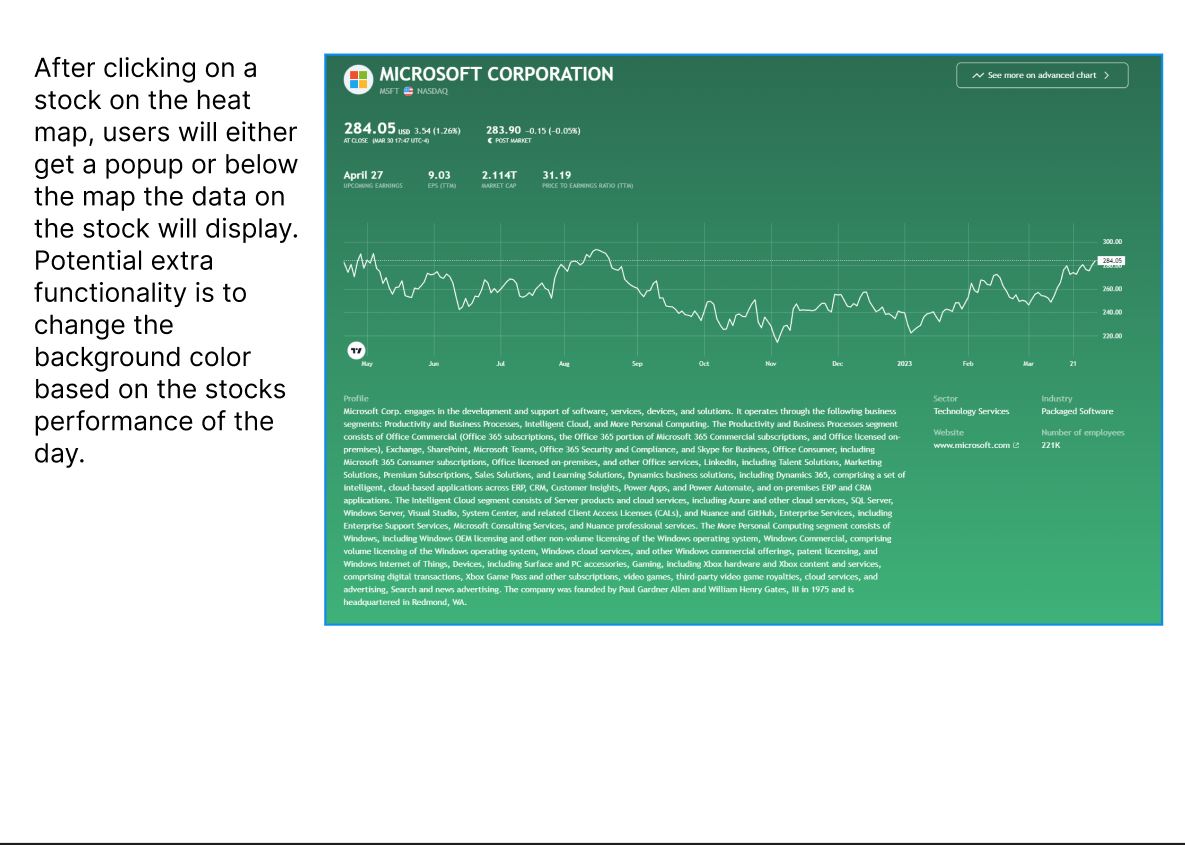 After clicking on a
stock on the heat
map, users will either
get a popup or below
the map the data on
the stock will display.
Potential extra
functionality is to
change the
background color
based on the stocks
performance of the
day.
MICROSOFT CORPORATION
MSFT NASDAQ
See more on advanced chart
284.05 USD 3.54 (1.26%)
AT CLOSE (MAR 30 17:47 UTC-4)
283.90 −0.15 (−0.05%)
POST MARKET
April 27 9.03 2.114T 31.19
UPCOMING EARNINGS EPS (TTM) MARKET CAP PRICE TO EARNINGS RATIO (TTM)
300.00
284.05
280.00
260.00
240.00
220.00
May Jun Jul Aug Sep Oct Nov Dec 2023 Feb Mar 21
Profile
Microsoft Corp. engages in the development and support of software, services, devices, and solutions. It operates through the following business
segments: Productivity and Business Processes, Intelligent Cloud, and More Personal Computing. The Productivity and Business Processes segment
consists of Office Commercial (Office 365 subscriptions, the Office 365 portion of Microsoft 365 Commercial subscriptions, and Office licensed on-
premises), Exchange, SharePoint, Microsoft Teams, Office 365 Security and Compliance, and Skype for Business, Office Consumer, including
Microsoft 365 Consumer subscriptions, Office licensed on-premises, and other Office services, LinkedIn, including Talent Solutions, Marketing
Solutions, Premium Subscriptions, Sales Solutions, and Learning Solutions, Dynamics business solutions, including Dynamics 365, comprising a set of
intelligent, cloud-based applications across ERP, CRM, Customer Insights, Power Apps, and Power Automate, and on-premises ERP and CRM
applications. The Intelligent Cloud segment consists of Server products and cloud services, including Azure and other cloud services, SQL Server,
Windows Server, Visual Studio, System Center, and related Client Access Licenses (CALs), and Nuance and GitHub, Enterprise Services, including
Enterprise Support Services, Microsoft Consulting Services, and Nuance professional services. The More Personal Computing segment consists of
Windows, including Windows OEM licensing and other non-volume licensing of the Windows operating system, Windows Commercial, comprising
volume licensing of the Windows operating system, Windows cloud services, and other Windows commercial offerings, patent licensing, and
Windows Internet of Things, Devices, including Surface and PC accessories, Gaming, including Xbox hardware and Xbox content and services,
comprising digital transactions, Xbox Game Pass and other subscriptions, video games, third-party video game royalties, cloud services, and
advertising, Search and news advertising. The company was founded by Paul Gardner Allen and William Henry Gates, III in 1975 and is
headquartered in Redmond, WA.
Sector Industry
Technology Services Packaged Software
Website Number of employees
www.microsoft.com 221K